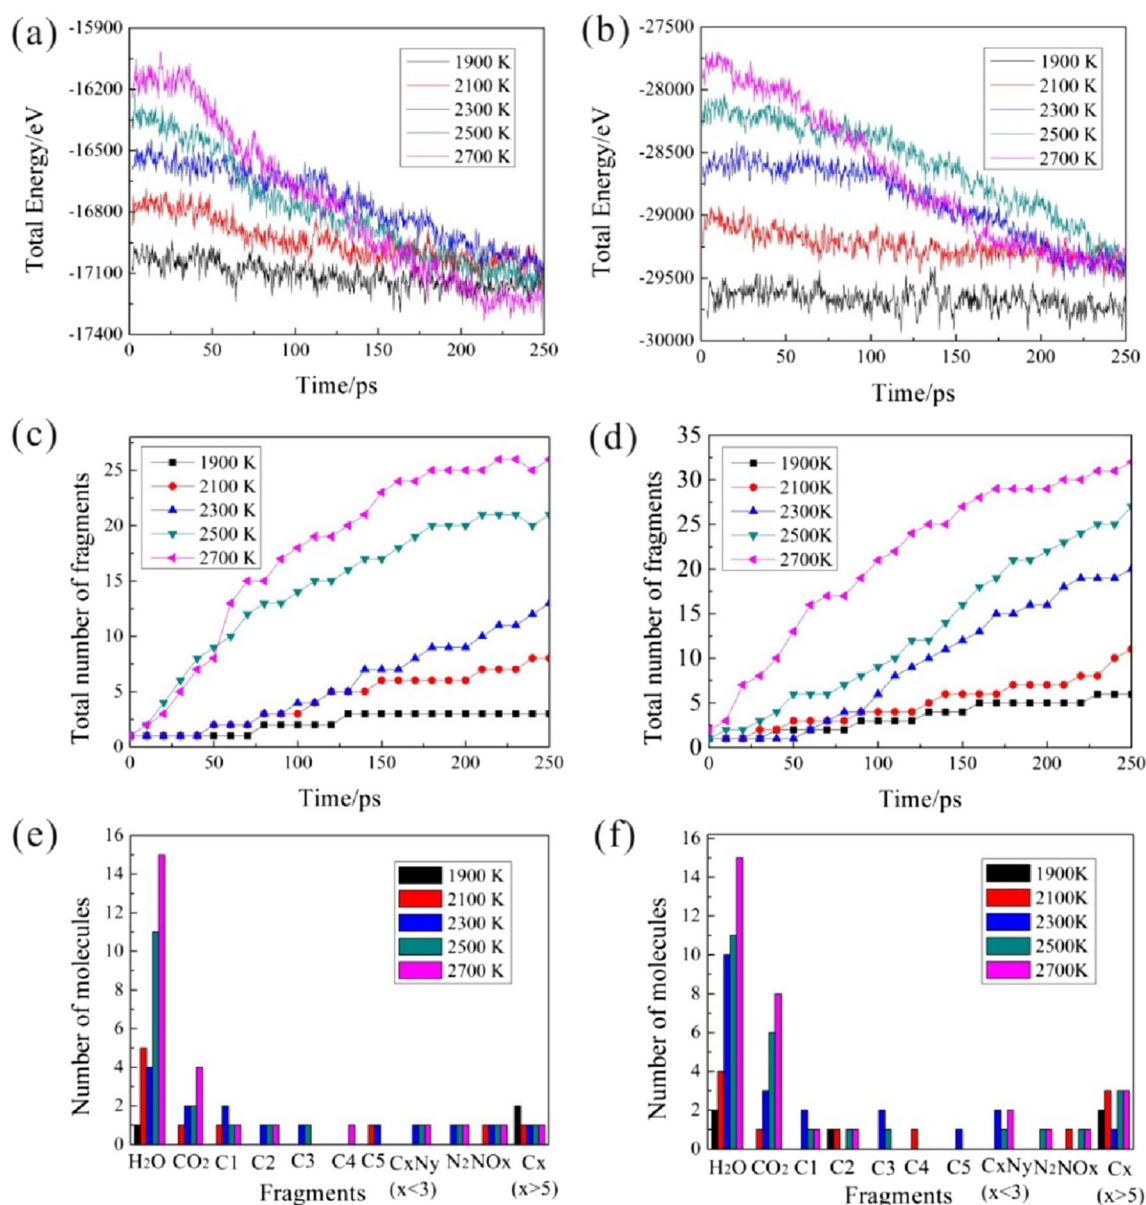 (a)
-15900
-16200
-16500
-16800
-17100
-17400
Total Energy/eV
1900 K
2100 K
2300 K
2500 K
2700 K
0 50 100 150 200 250
Time/ps
(b)
-27500
-28000
-28500
-29000
-29500
-30000
Total Energy/eV
1900 K
2100 K
2300 K
2500 K
2700 K
0 50 100 150 200 250
Time/ps
(c)
25
20
15
10
5
0
Total number of fragments
1900 K
2100 K
2300 K
2500 K
2700 K
0 50 100 150 200 250
Time/ps
(d)
35
30
25
20
15
10
5
0
Total number of fragments
1900K
2100K
2300K
2500K
2700K
0 50 100 150 200 250
Time/ps
(e)
16
14
12
10
8
6
4
2
0
Number of molecules
1900 K
2100 K
2300 K
2500 K
2700 K
H2O CO2 C1 C2 C3 C4 C5 CxNy N2 NOx Cx
(x<3) (x>5)
Fragments
(f)
16
14
12
10
8
6
4
2
0
Number of molecules
1900K
2100K
2300K
2500K
2700K
H2O CO2 C1 C2 C3 C4 C5 CxNy N2 NOx Cx
(x<3) (x>5)
Fragments